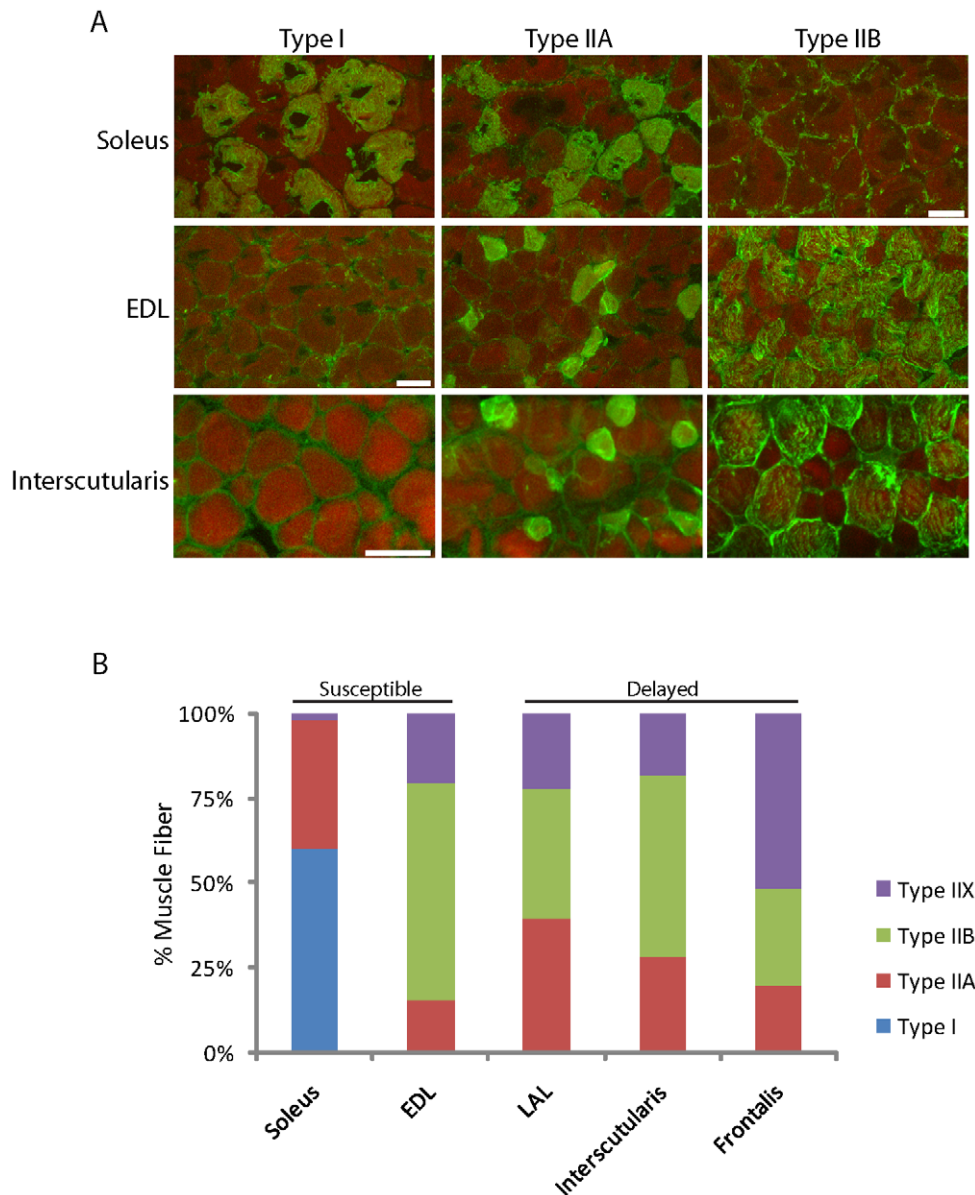 A
Type I
Type IIA
Type IIB
Soleus
EDL
Interscutularis
B
Susceptible
Delayed
100%
75%
50%
25%
0%
% Muscle Fiber
Type IIX
Type IIB
Type IIA
Type I
Soleus
EDL
LAL
Interscutularis
Frontalis